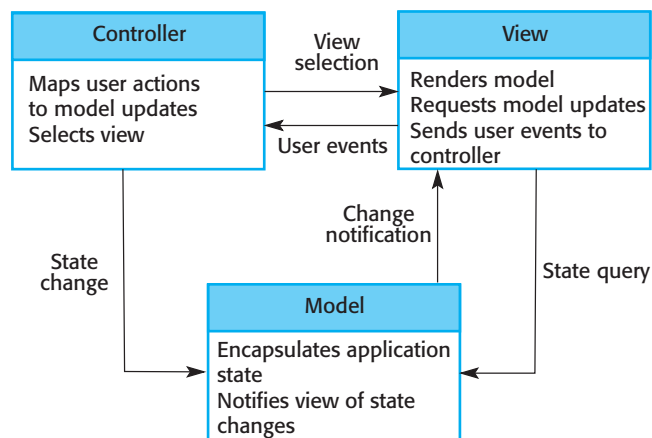 Controller
Maps user actions
to model updates
Selects view
View
selection
User events
View
Renders model
Requests model updates
Sends user events to
controller
State
change
Change
notification
State query
Model
Encapsulates application
state
Notifies view of state
changes